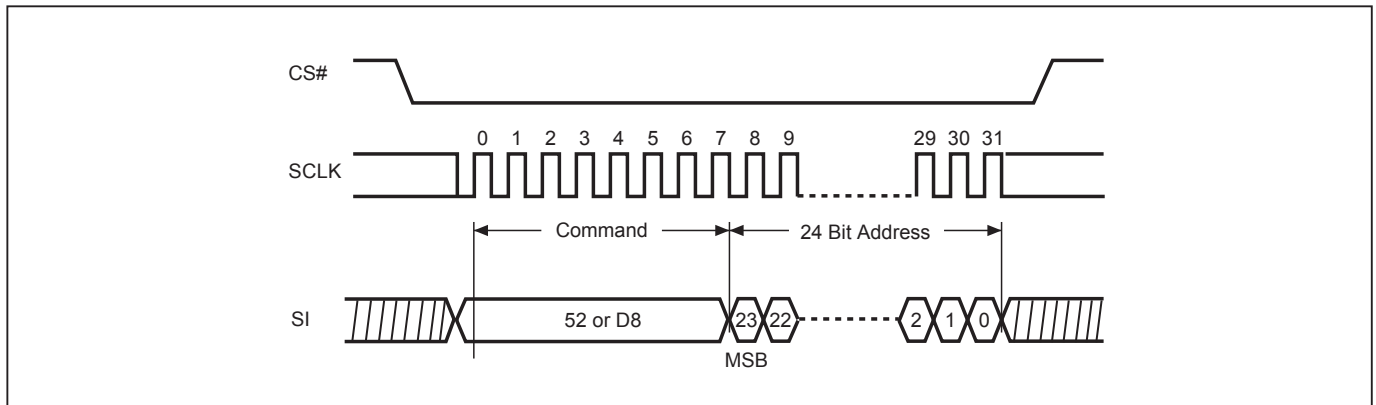 CS#
0 1 2 3 4 5 6 7 8 9 29 30 31
SCLK
Command 24 Bit Address
SI 52 or D8 23 22 2 1 0
MSB